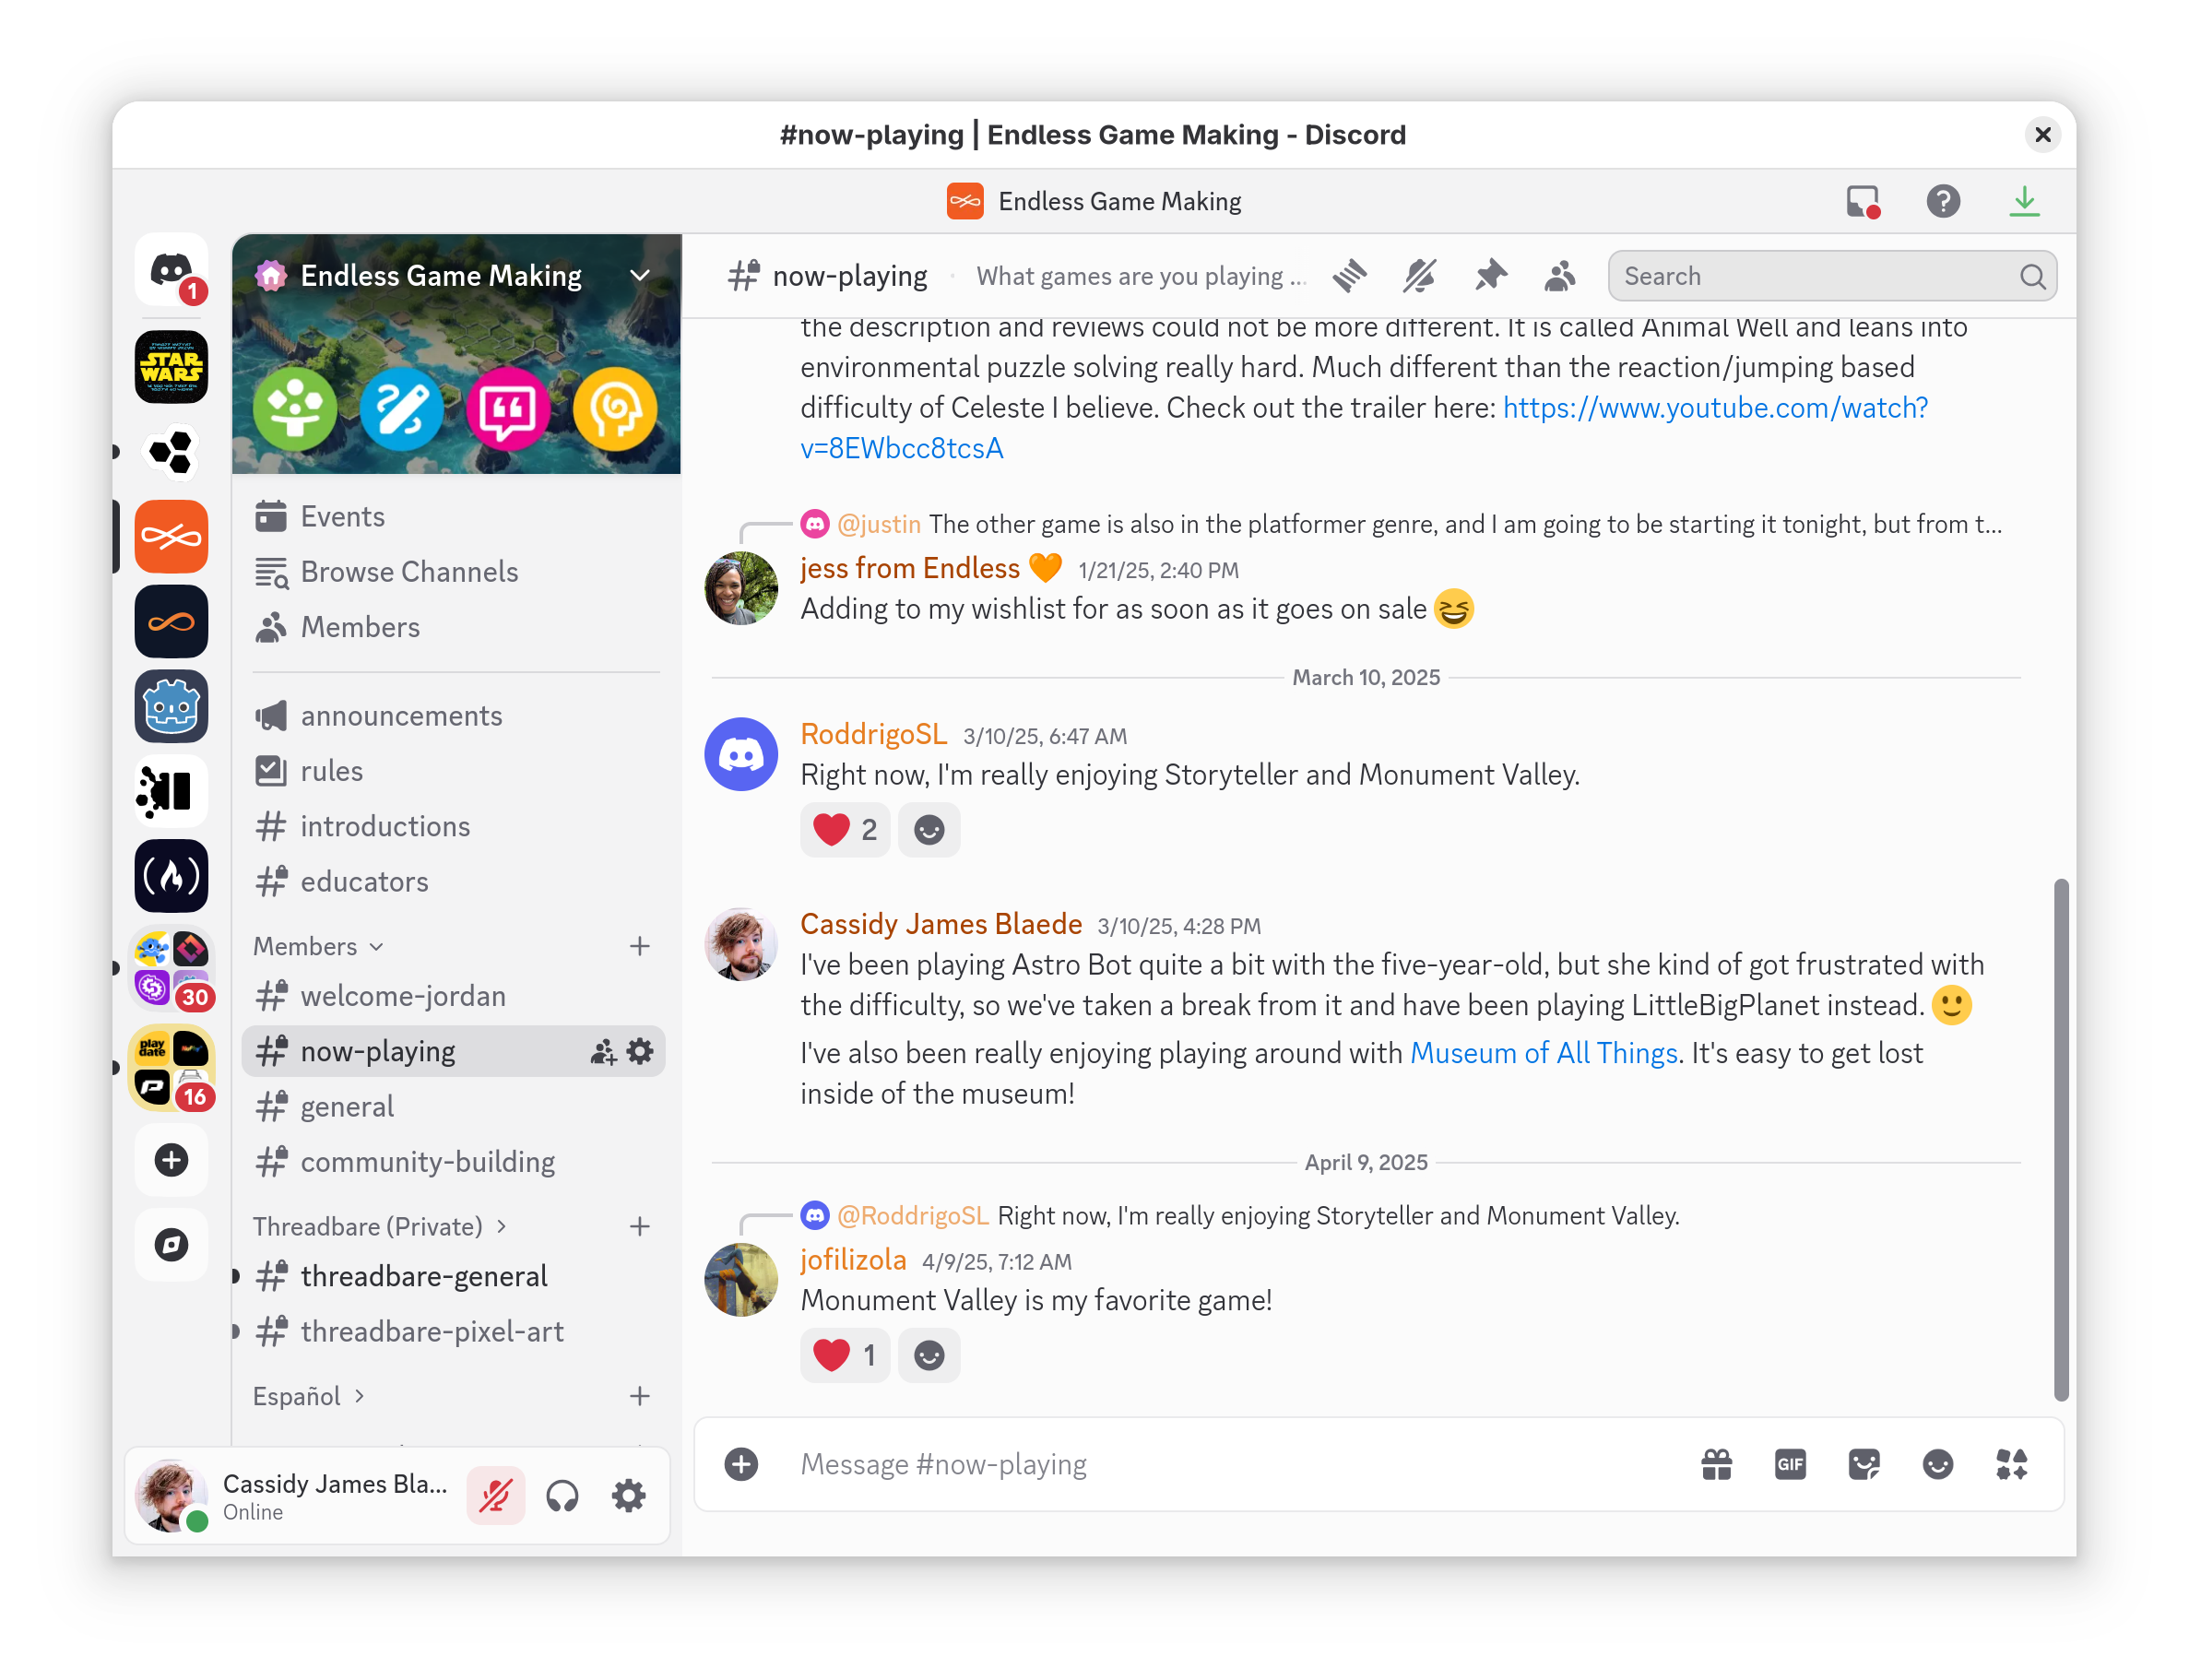 #now-playing | Endless Game Making - Discord
Endless Game Making
1
STAR
WARS
30
play
date
16
Endless Game Making
Events
Browse Channels
Members
announcements
rules
introductions
educators
Members
welcome-jordan
now-playing
general
community-building
Threadbare (Private)
threadbare-general
threadbare-pixel-art
Español
Cassidy James Bla...
Online
now-playing
What games are you playing ...
Search
the description and reviews could not be more different. It is called Animal Well and leans into
environmental puzzle solving really hard. Much different than the reaction/jumping based
difficulty of Celeste I believe. Check out the trailer here: https://www.youtube.com/watch?
v=8EWbcc8tcsA
@justin The other game is also in the platformer genre, and I am going to be starting it tonight, but from t...
jess from Endless 🧡 1/21/25, 2:40 PM
Adding to my wishlist for as soon as it goes on sale 😆
March 10, 2025
RoddrigoSL 3/10/25, 6:47 AM
Right now, I'm really enjoying Storyteller and Monument Valley.
❤️ 2
Cassidy James Blaede 3/10/25, 4:28 PM
I've been playing Astro Bot quite a bit with the five-year-old, but she kind of got frustrated with
the difficulty, so we've taken a break from it and have been playing LittleBigPlanet instead. 🙂
I've also been really enjoying playing around with Museum of All Things. It's easy to get lost
inside of the museum!
April 9, 2025
@RoddrigoSL Right now, I'm really enjoying Storyteller and Monument Valley.
jofilizola 4/9/25, 7:12 AM
Monument Valley is my favorite game!
❤️ 1
Message #now-playing
GIF